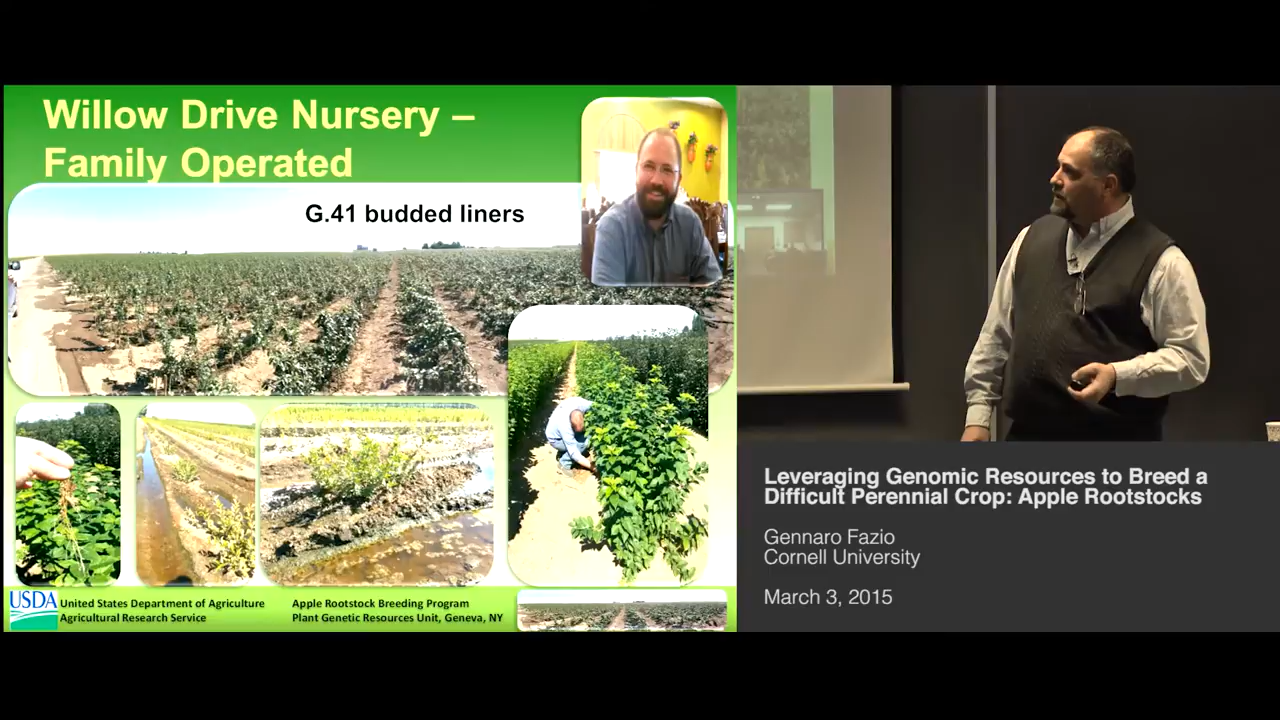 Willow Drive Nursery –
Family Operated
G.41 budded liners
USDA
United States Department of Agriculture
Agricultural Research Service
Apple Rootstock Breeding Program
Plant Genetic Resources Unit, Geneva, NY
Leveraging Genomic Resources to Breed a
Difficult Perennial Crop: Apple Rootstocks
Gennaro Fazio
Cornell University
March 3, 2015